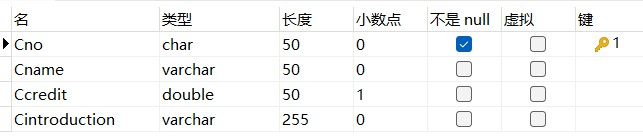 名 类型 长度 小数点 不是 null 虚拟 键
Cno char 50 0 1
Cname varchar 50 0
Ccredit double 50 1
Cintroduction varchar 255 0